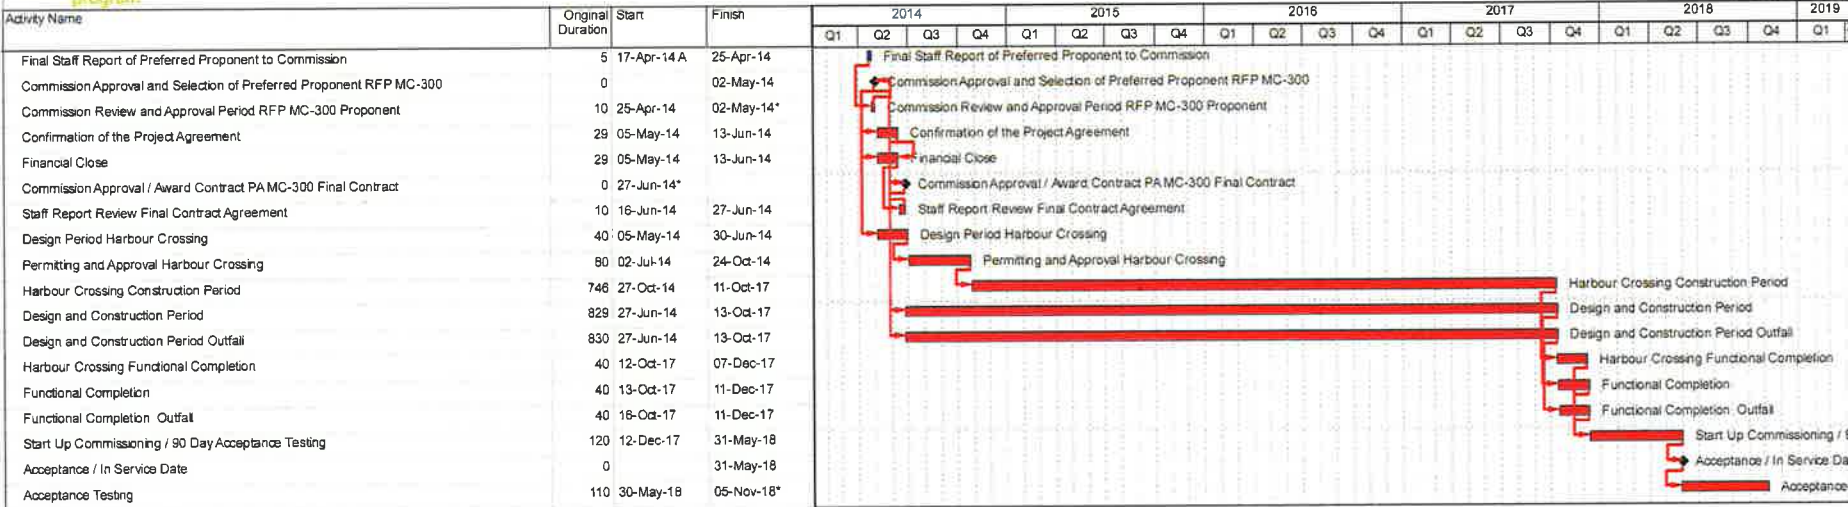 program
Activity Name Original Duration Start Finish 2014 2015 2016 2017 2018 2019
Q1 Q2 Q3 Q4 Q1 Q2 Q3 Q4 Q1 Q2 Q3 Q4 Q1 Q2 Q3 Q4 Q1 Q2 Q3 Q4 Q1
Final Staff Report of Preferred Proponent to Commission 5 17-Apr-14 A 25-Apr-14 Final Staff Report of Preferred Proponent to Commission
Commission Approval and Selection of Preferred Proponent RFP MC-300 0 02-May-14 Commission Approval and Selection of Preferred Proponent RFP MC-300
Commission Review and Approval Period RFP MC-300 Proponent 10 25-Apr-14 02-May-14* Commission Review and Approval Period RFP MC-300 Proponent
Confirmation of the Project Agreement 29 05-May-14 13-Jun-14 Confirmation of the Project Agreement
Financial Close 29 05-May-14 13-Jun-14 Financial Close
Commission Approval / Award Contract PA MC-300 Final Contract 0 27-Jun-14* Commission Approval / Award Contract PA MC-300 Final Contract
Staff Report Review Final Contract Agreement 10 16-Jun-14 27-Jun-14 Staff Report Review Final Contract Agreement
Design Period Harbour Crossing 40 05-May-14 30-Jun-14 Design Period Harbour Crossing
Permitting and Approval Harbour Crossing 80 02-Jul-14 24-Oct-14 Permitting and Approval Harbour Crossing
Harbour Crossing Construction Period 746 27-Oct-14 11-Oct-17 Harbour Crossing Construction Period
Design and Construction Period 829 27-Jun-14 13-Oct-17 Design and Construction Period
Design and Construction Period Outfall 830 27-Jun-14 13-Oct-17 Design and Construction Period Outfall
Harbour Crossing Functional Completion 40 12-Oct-17 07-Dec-17 Harbour Crossing Functional Completion
Functional Completion 40 13-Oct-17 11-Dec-17 Functional Completion
Functional Completion Outfall 40 16-Oct-17 11-Dec-17 Functional Completion Outfall
Start Up Commissioning / 90 Day Acceptance Testing 120 12-Dec-17 31-May-18 Start Up Commissioning /
Acceptance / In Service Date 0 31-May-18 Acceptance / In Service Da
Acceptance Testing 110 30-May-18 05-Nov-18* Acceptance